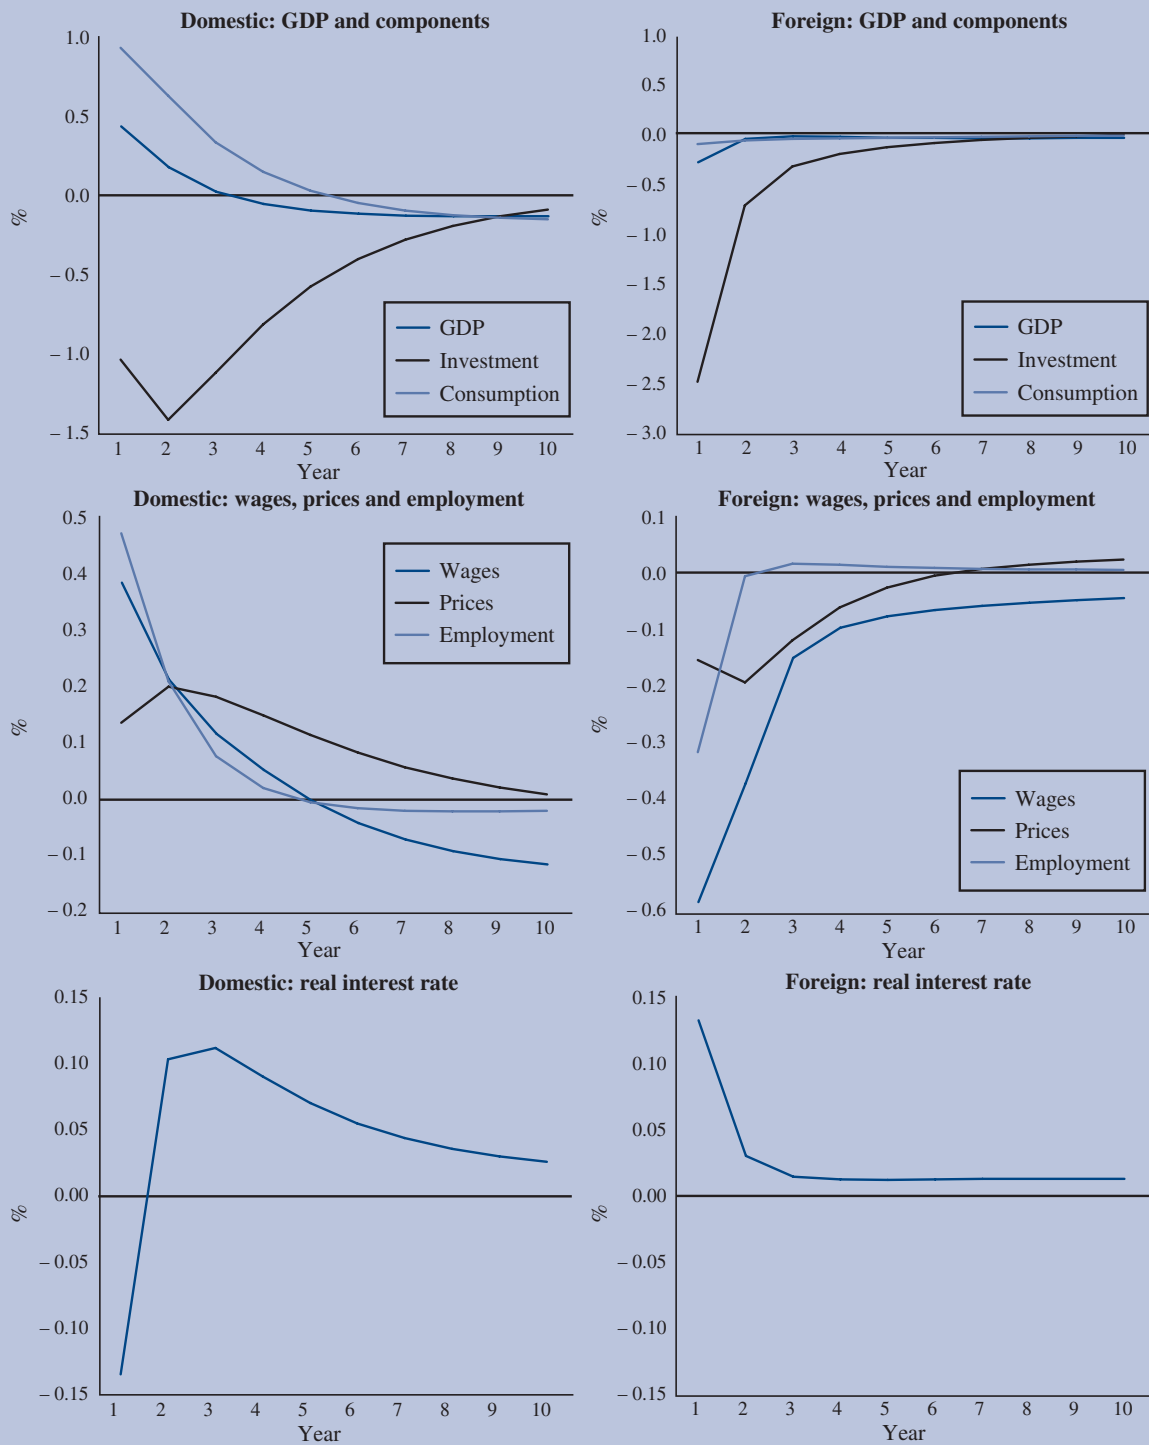 Domestic: GDP and components
1.0
0.5
0.0
– 0.5
– 1.0
– 1.5
%
GDP
Investment
Consumption
1 2 3 4 5 6 7 8 9 10
Year
Foreign: GDP and components
1.0
0.5
0.0
– 0.5
– 1.0
– 1.5
– 2.0
– 2.5
– 3.0
%
GDP
Investment
Consumption
1 2 3 4 5 6 7 8 9 10
Year
Domestic: wages, prices and employment
0.5
0.4
0.3
0.2
0.1
0.0
– 0.1
– 0.2
%
Wages
Prices
Employment
1 2 3 4 5 6 7 8 9 10
Year
Foreign: wages, prices and employment
0.1
0.0
– 0.1
– 0.2
– 0.3
– 0.4
– 0.5
– 0.6
%
Wages
Prices
Employment
1 2 3 4 5 6 7 8 9 10
Year
Domestic: real interest rate
0.15
0.10
0.05
0.00
– 0.05
– 0.10
– 0.15
%
1 2 3 4 5 6 7 8 9 10
Year
Foreign: real interest rate
0.15
0.10
0.05
0.00
– 0.05
– 0.10
– 0.15
%
1 2 3 4 5 6 7 8 9 10
Year